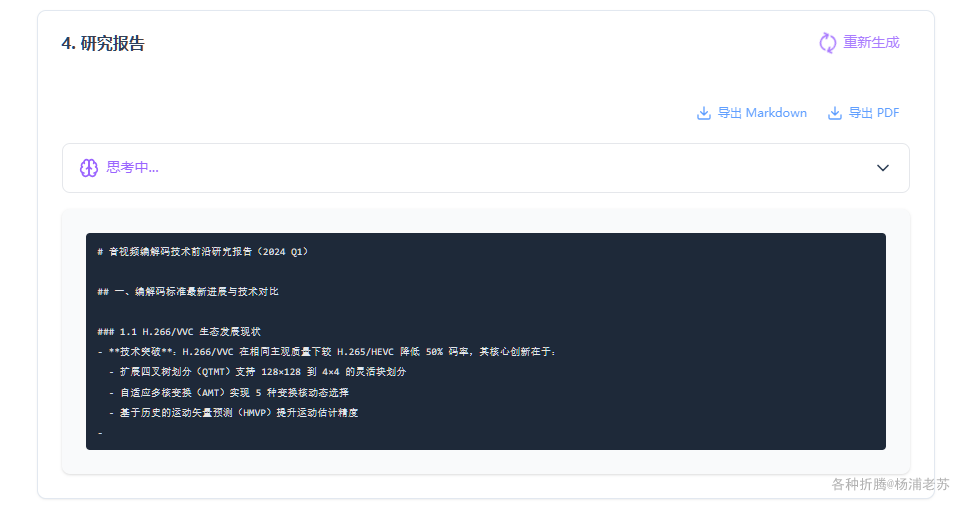 4. 研究报告
重新生成
导出 Markdown
导出 PDF
思考中...
# 音视频编解码技术前沿研究报告（2024 Q1）
## 一、编解码标准最新进展与技术对比
### 1.1 H.266/VVC 生态发展现状
- **技术突破**：H.266/VVC 在相同主观质量下较 H.265/HEVC 降低 50% 码率，其核心创新在于：
- 扩展四叉树划分（QTMT）支持 128×128 到 4×4 的灵活块划分
- 自适应多核变换（AMT）实现 5 种变换核动态选择
- 基于历史的运动矢量预测（HMVP）提升运动估计精度
-
各种折腾@杨浦老苏